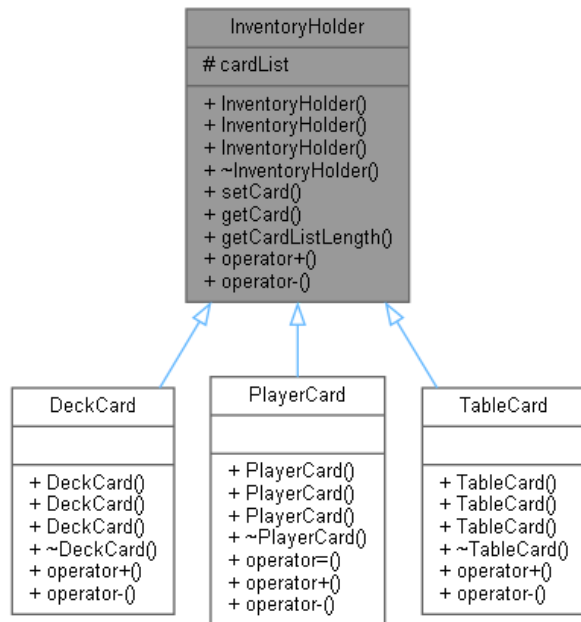 InventoryHolder
# cardList
+ InventoryHolder()
+ InventoryHolder()
+ InventoryHolder()
+ ~InventoryHolder()
+ setCard()
+ getCard()
+ getCardListLength()
+ operator+()
+ operator-()
DeckCard
+ DeckCard()
+ DeckCard()
+ DeckCard()
+ ~DeckCard()
+ operator+()
+ operator-()
PlayerCard
+ PlayerCard()
+ PlayerCard()
+ PlayerCard()
+ ~PlayerCard()
+ operator=()
+ operator+()
+ operator-()
TableCard
+ TableCard()
+ TableCard()
+ TableCard()
+ ~TableCard()
+ operator+()
+ operator-()